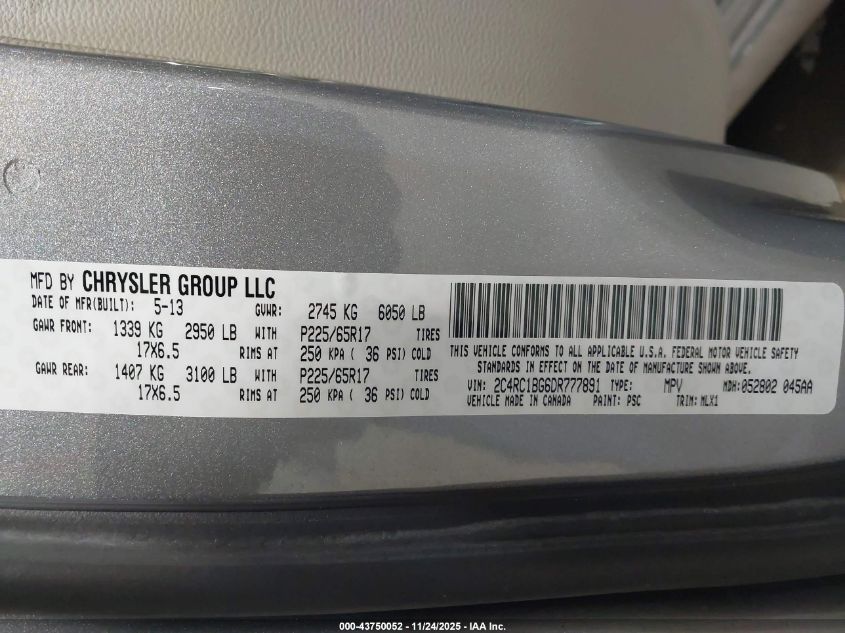 MFD BY CHRYSLER GROUP LLC
DATE OF MFR(BUILT): 5-13 GVWR: 2745 KG 6050 LB
GAWR FRONT: 1339 KG 2950 LB WITH P225/65R17 TIRES
17X6.5 RIMS AT 250 KPA ( 36 PSI) COLD
GAWR REAR: 1407 KG 3100 LB WITH P225/65R17 TIRES
17X6.5 RIMS AT 250 KPA ( 36 PSI) COLD
THIS VEHICLE CONFORMS TO ALL APPLICABLE U.S.A. FEDERAL MOTOR VEHICLE SAFETY
STANDARDS IN EFFECT ON THE DATE OF MANUFACTURE SHOWN ABOVE.
VIN: 2C4RC1BG6DR777891 TYPE: MPV MDH:052802 045AA
VEHICLE MADE IN CANADA PAINT: PSC TRIM: MLX1
000-43750052 - 11/24/2025 - IAA Inc.